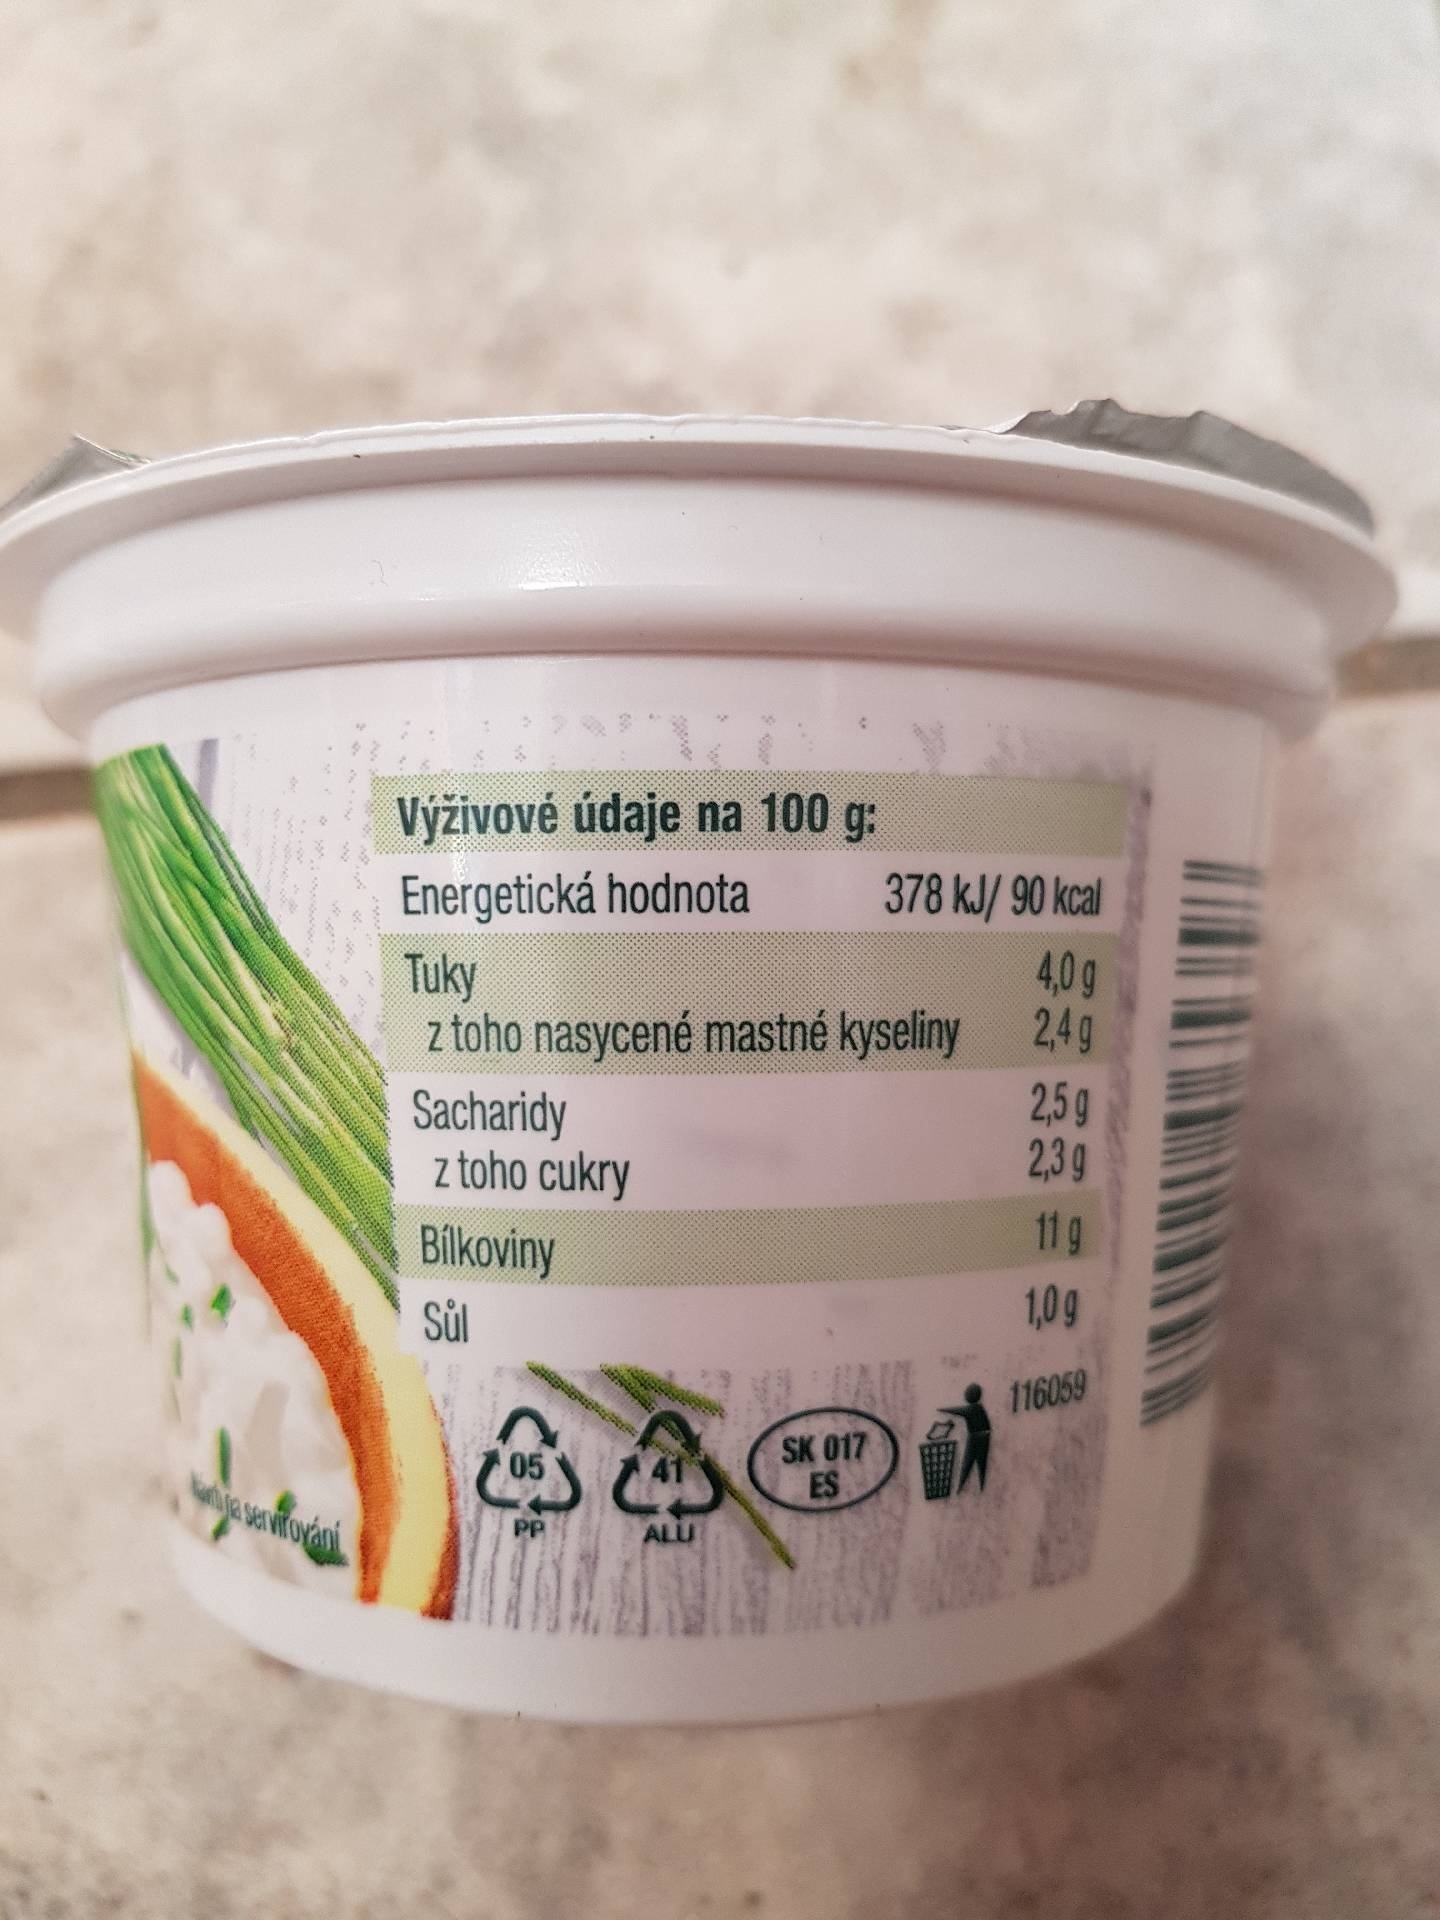 Výživové údaje na 100 g:
Energetická hodnota 378 kJ/ 90 kcal
Tuky 4,0 g
z toho nasycené mastné kyseliny 2,4 g
Sacharidy 2,5 g
z toho cukry 2,3 g
Bílkoviny 11 g
Sůl 1,0 g
116059
05
PP
41
ALU
SK 017
ES
na servírování